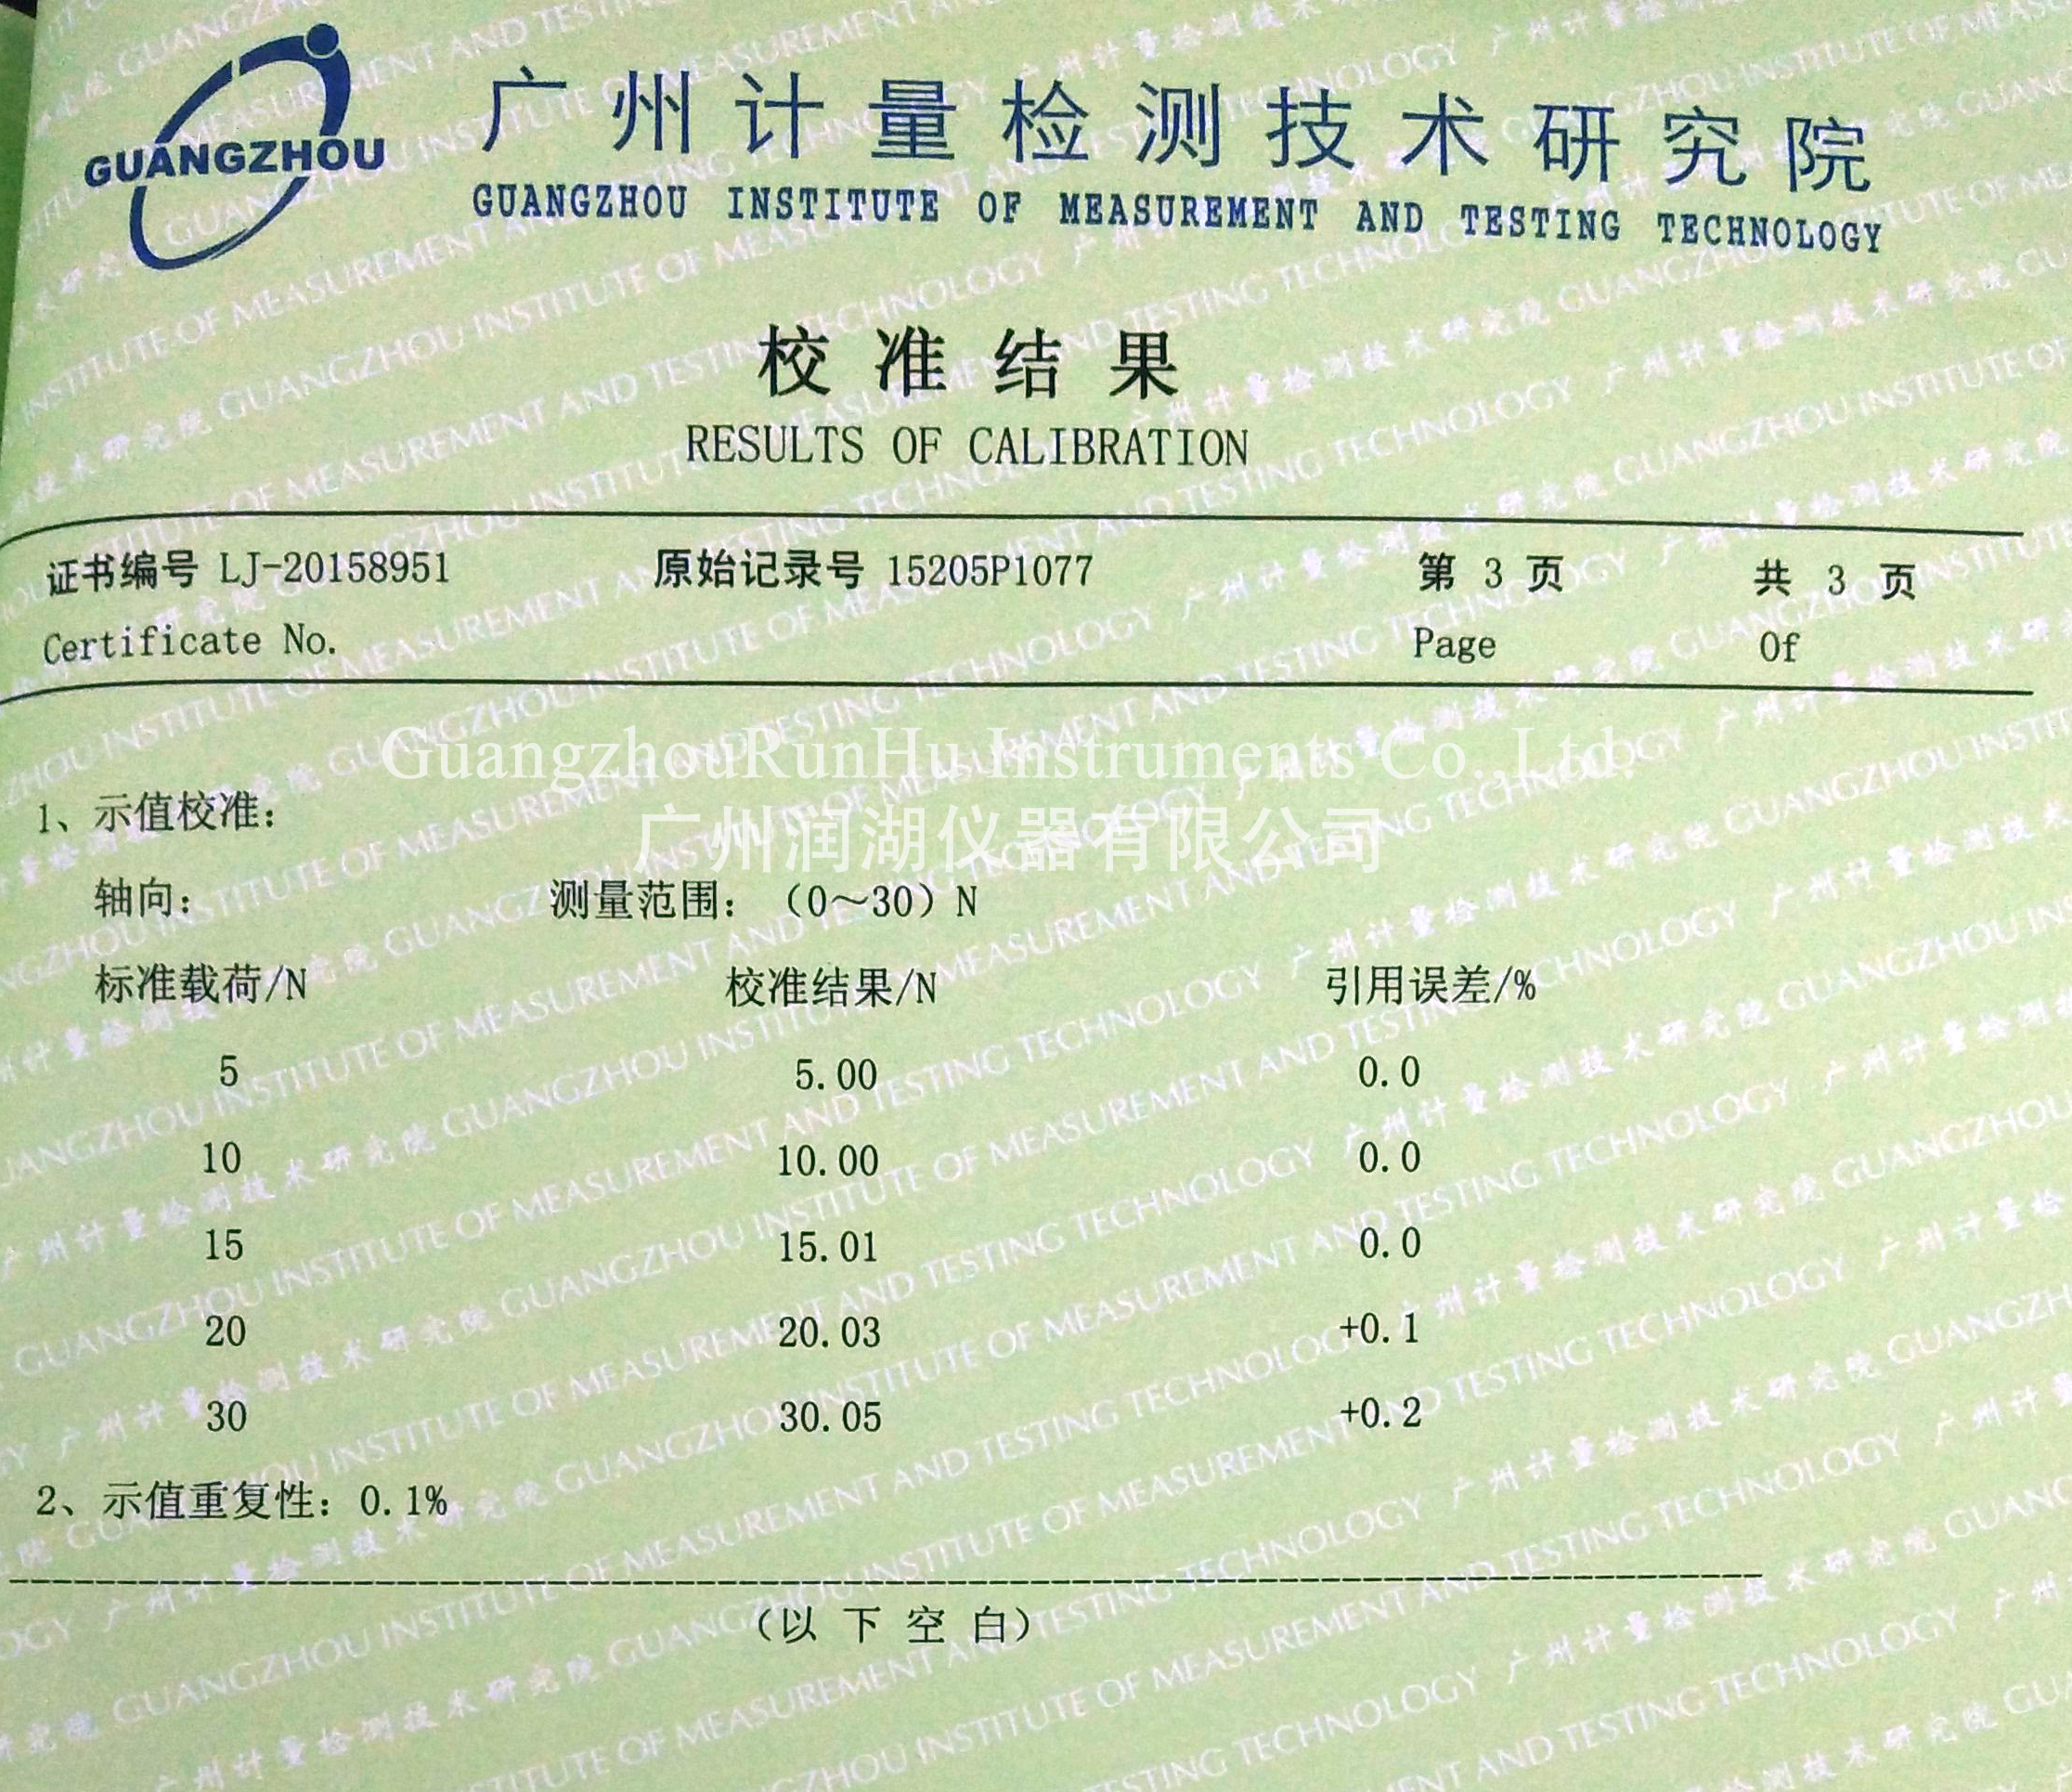 GUANGZHOU
广州计量检测技术研究院
GUANGZHOU INSTITUTE OF MEASUREMENT AND TESTING TECHNOLOGY
校准结果
RESULTS OF CALIBRATION
证书编号 LJ-20158951 原始记录号 15205P1077 第 3 页 共 3 页
Certificate No. Page Of
GuangzhouRunHu Instruments Co., Ltd.
广州润湖仪器有限公司
1、示值校准：
轴向： 测量范围：（0～30）N
标准载荷/N 校准结果/N 引用误差/%
5 5.00 0.0
10 10.00 0.0
15 15.01 0.0
20 20.03 +0.1
30 30.05 +0.2
2、示值重复性：0.1%
（以下空白）